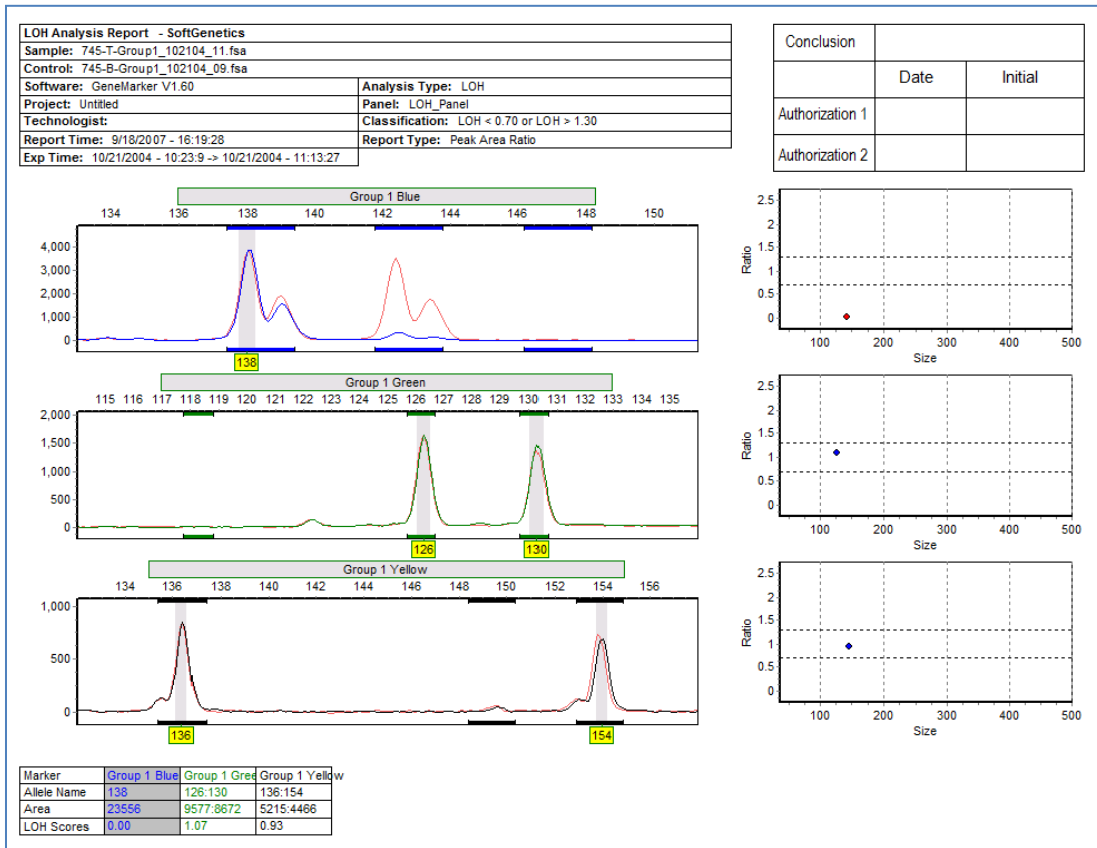 LOH Analysis Report - SoftGenetics
Sample: 745-T-Group1_102104_11.fsa
Control: 745-B-Group1_102104_09.fsa
Software: GeneMarker V1.60 Analysis Type: LOH
Project: Untitled Panel: LOH_Panel
Technologist: Classification: LOH < 0.70 or LOH > 1.30
Report Time: 9/18/2007 - 16:19:28 Report Type: Peak Area Ratio
Exp Time: 10/21/2004 - 10:23:9 -> 10/21/2004 - 11:13:27
Conclusion
Date Initial
Authorization 1
Authorization 2
Group 1 Blue
134 136 138 140 142 144 146 148 150
4,000
3,000
2,000
1,000
0
138
2.5
2
1.5
1
0.5
0
Ratio
100 200 300 400 500
Size
Group 1 Green
115 116 117 118 119 120 121 122 123 124 125 126 127 128 129 130 131 132 133 134 135
2,000
1,500
1,000
500
0
126 130
2.5
2
1.5
1
0.5
0
Ratio
100 200 300 400 500
Size
Group 1 Yellow
134 136 138 140 142 144 146 148 150 152 154 156
1,000
500
0
136 154
2.5
2
1.5
1
0.5
0
Ratio
100 200 300 400 500
Size
Marker Group 1 Blue Group 1 Gree Group 1 Yellow
Allele Name 138 126:130 136:154
Area 23556 9577:8672 5215:4466
LOH Scores 0.00 1.07 0.93